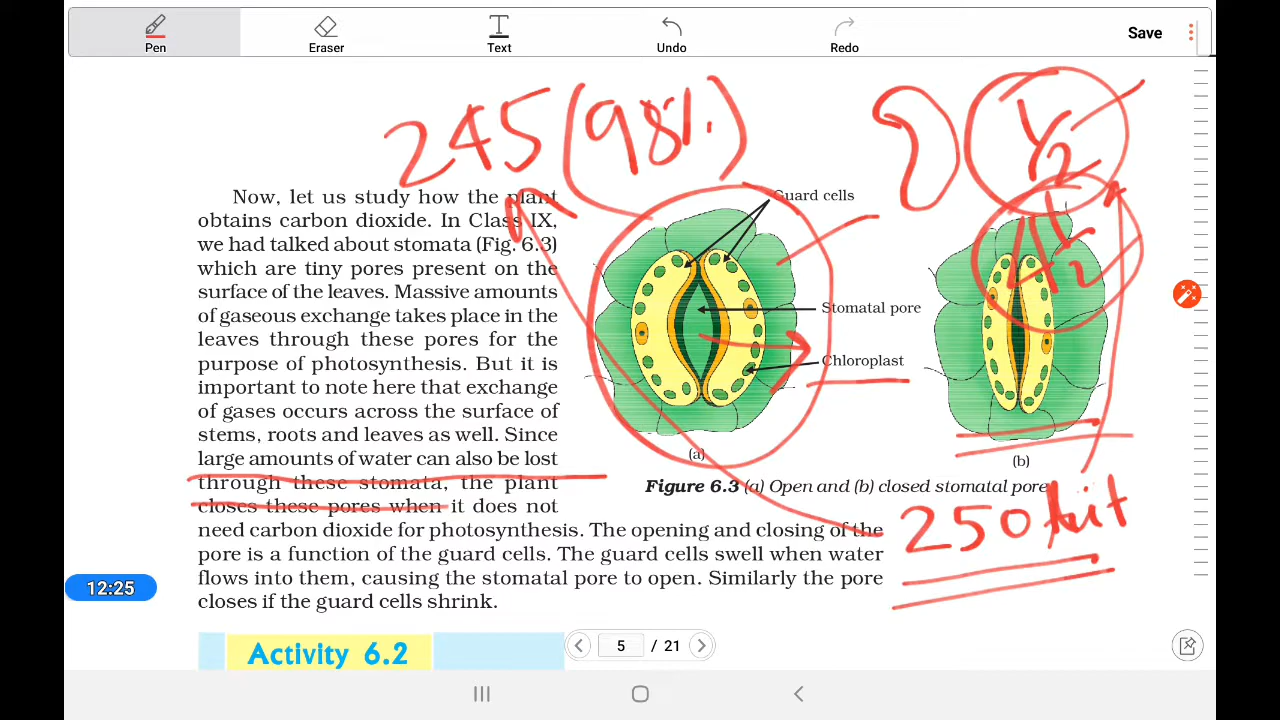 Pen
Eraser
Text
Undo
Redo
Save
245 (98%)
1/2
4 1/2
Now, let us study how the plant
obtains carbon dioxide. In Class IX,
we had talked about stomata (Fig. 6.3)
which are tiny pores present on the
surface of the leaves. Massive amounts
of gaseous exchange takes place in the
leaves through these pores for the
purpose of photosynthesis. But it is
important to note here that exchange
of gases occurs across the surface of
stems, roots and leaves as well. Since
large amounts of water can also be lost
through these stomata, the plant
closes these pores when it does not
need carbon dioxide for photosynthesis. The opening and closing of the
pore is a function of the guard cells. The guard cells swell when water
flows into them, causing the stomatal pore to open. Similarly the pore
closes if the guard cells shrink.
Guard cells
Stomatal pore
Chloroplast
(a)
(b)
Figure 6.3 (a) Open and (b) closed stomatal pore
250
12:25
Activity 6.2
5 / 21